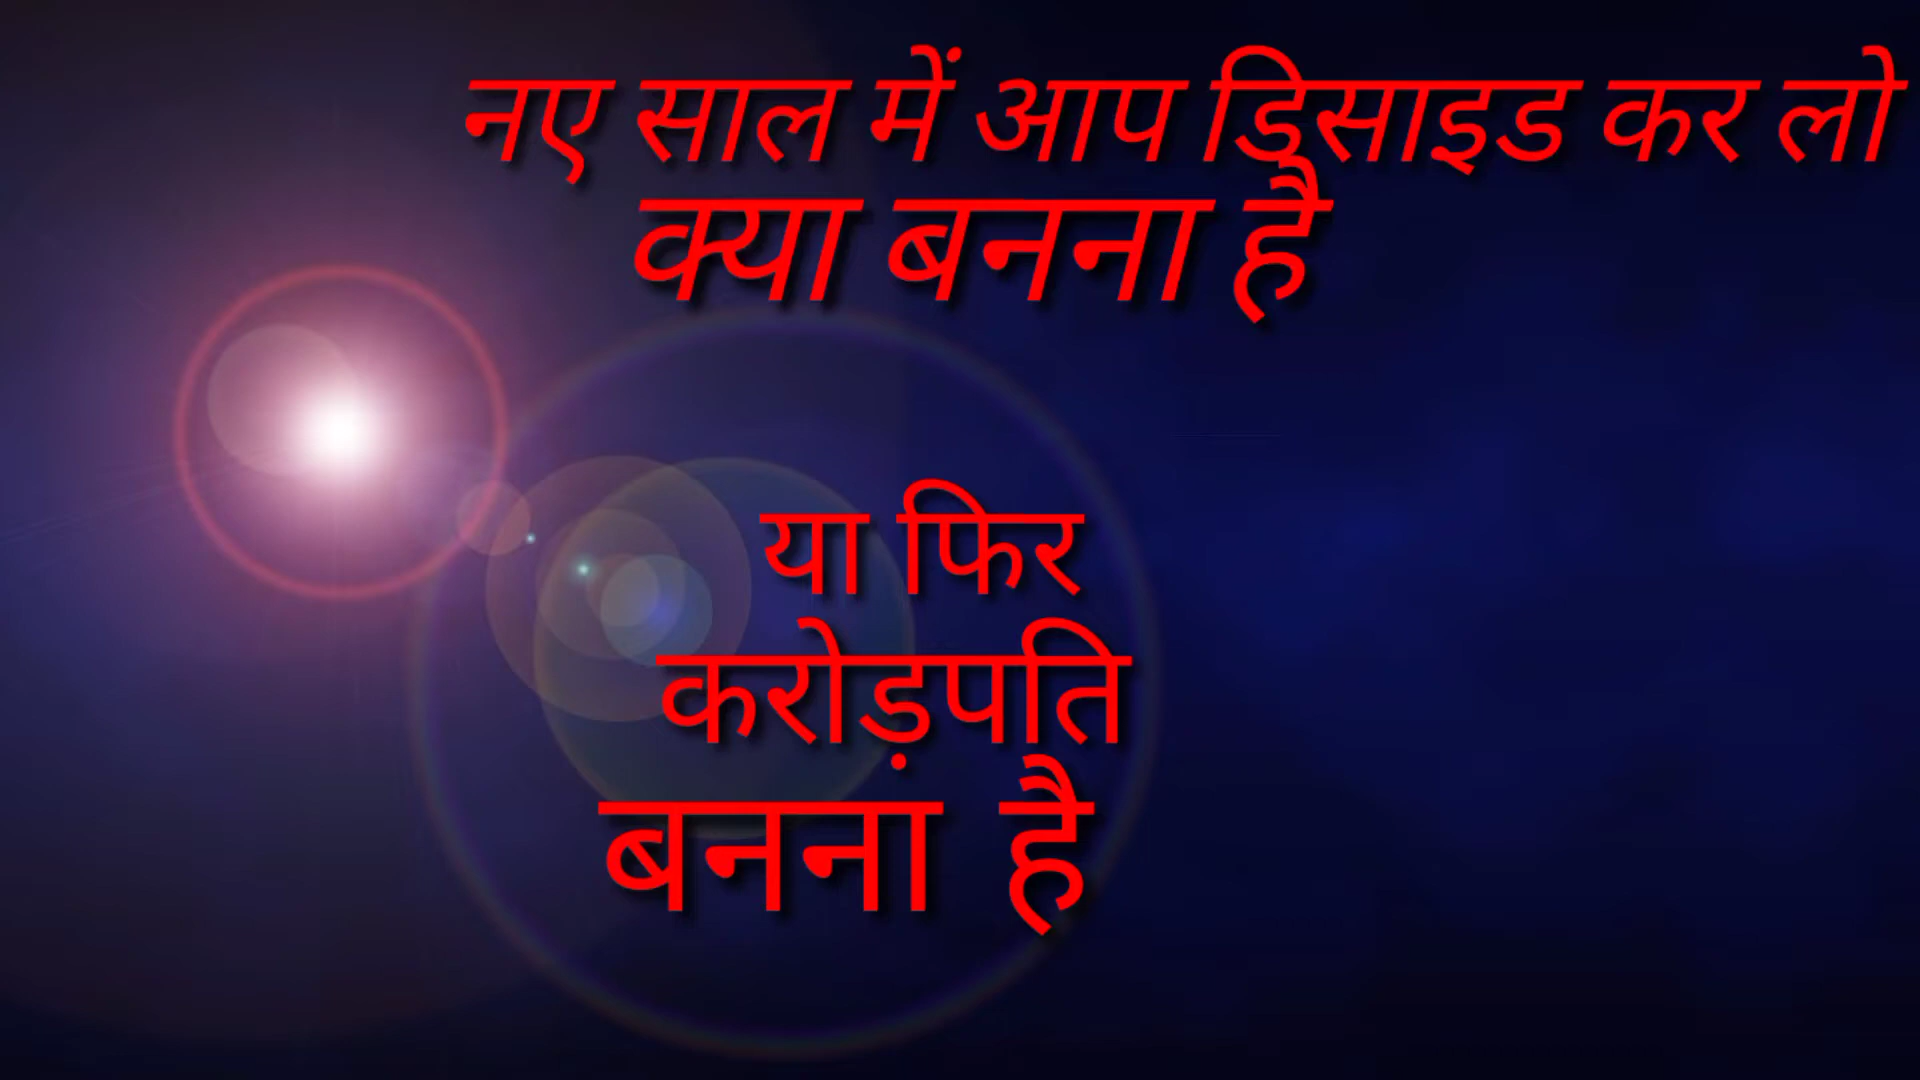 नए साल में आप डिसाइड कर लो
क्या बनना है
या फिर
करोड़पति
बनना है